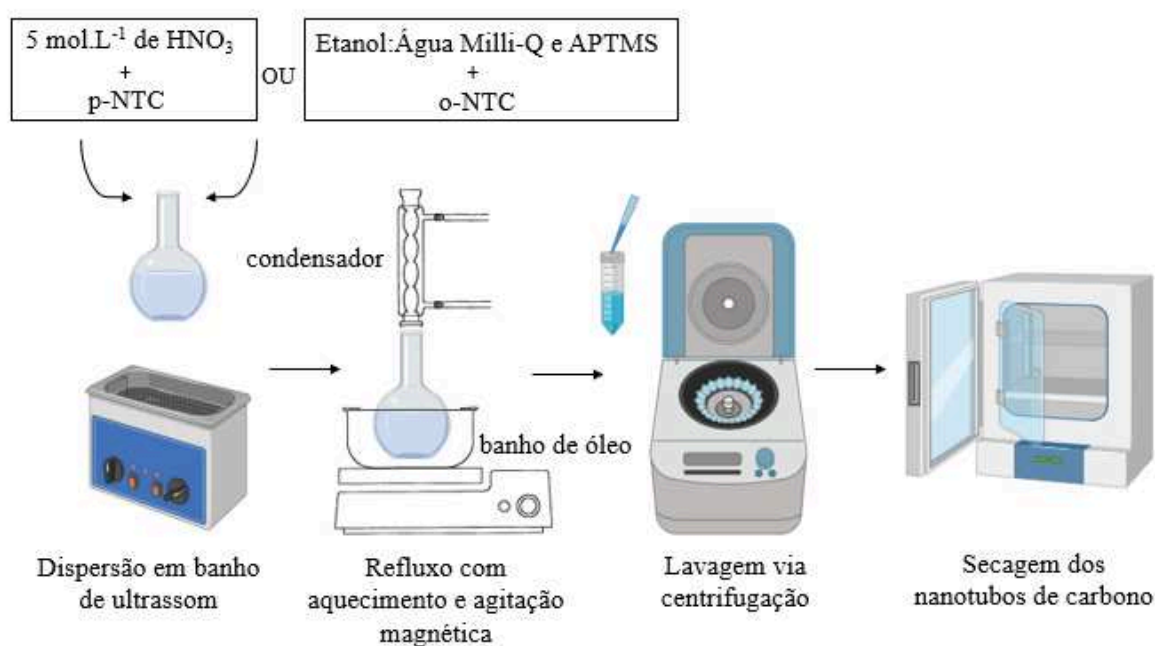 5 mol.L⁻¹ de HNO₃
+
p-NTC
OU
Etanol:Água Milli-Q e APTMS
+
o-NTC
condensador
banho de óleo
Dispersão em banho
de ultrassom
Refluxo com
aquecimento e agitação
magnética
Lavagem via
centrifugação
Secagem dos
nanotubos de carbono